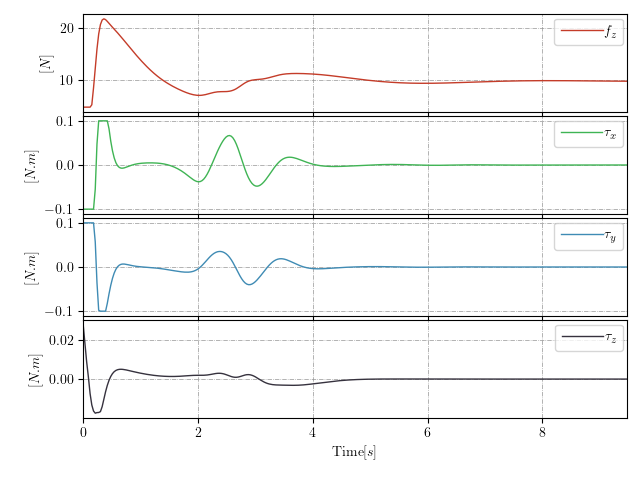 20
10
[N]
f_z
0.1
0.0
−0.1
[N.m]
τ_x
0.1
0.0
−0.1
[N.m]
τ_y
0.02
0.00
[N.m]
τ_z
0 2 4 6 8
Time[s]